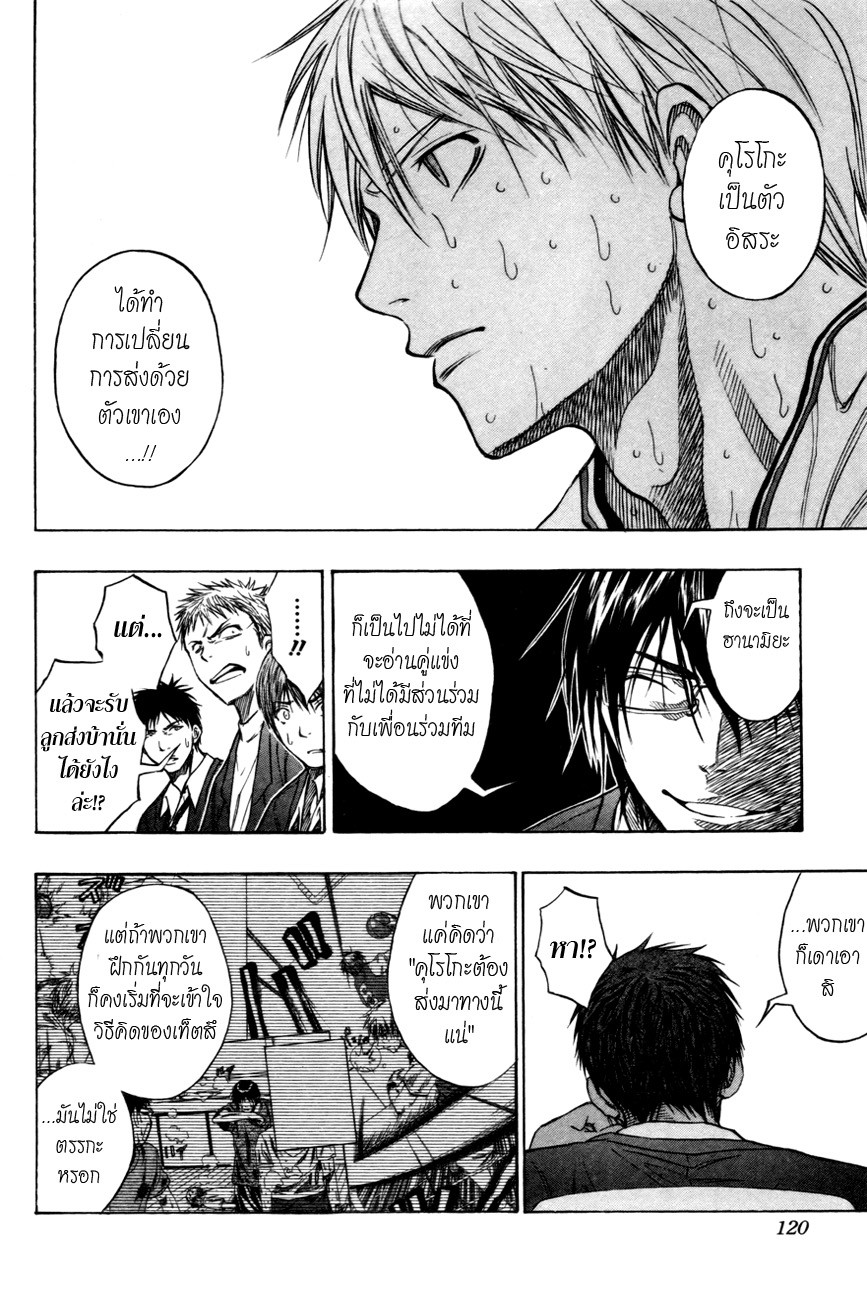 คุโรโกะ
เป็นตัว
อิสระ
ได้ทำ
การเปลี่ยน
การส่งด้วย
ตัวเขาเอง
...!!
ถึงจะเป็น
ฮานามิยะ
ก็เป็นไปไม่ได้ที่
จะอ่านคู่แข่ง
ที่ไม่ได้มีส่วนร่วม
กับเพื่อนร่วมทีม
......!!
แต่...
แล้วจะรับ
ลูกส่งบ้านั่น
ได้ยังไง
ล่ะ!?
...พวกเขา
ก็เดาเอา
สิ
หา!?
พวกเขา
แค่คิดว่า
"คุโรโกะต้อง
ส่งมาทางนี้
แน่"
แต่ถ้าพวกเขา
ฝึกกันทุกวัน
ก็คงเริ่มที่จะเข้าใจ
วิธีคิดของเท็ตสึ
...มันไม่ใช่
ตรรกะ
หรอก
120